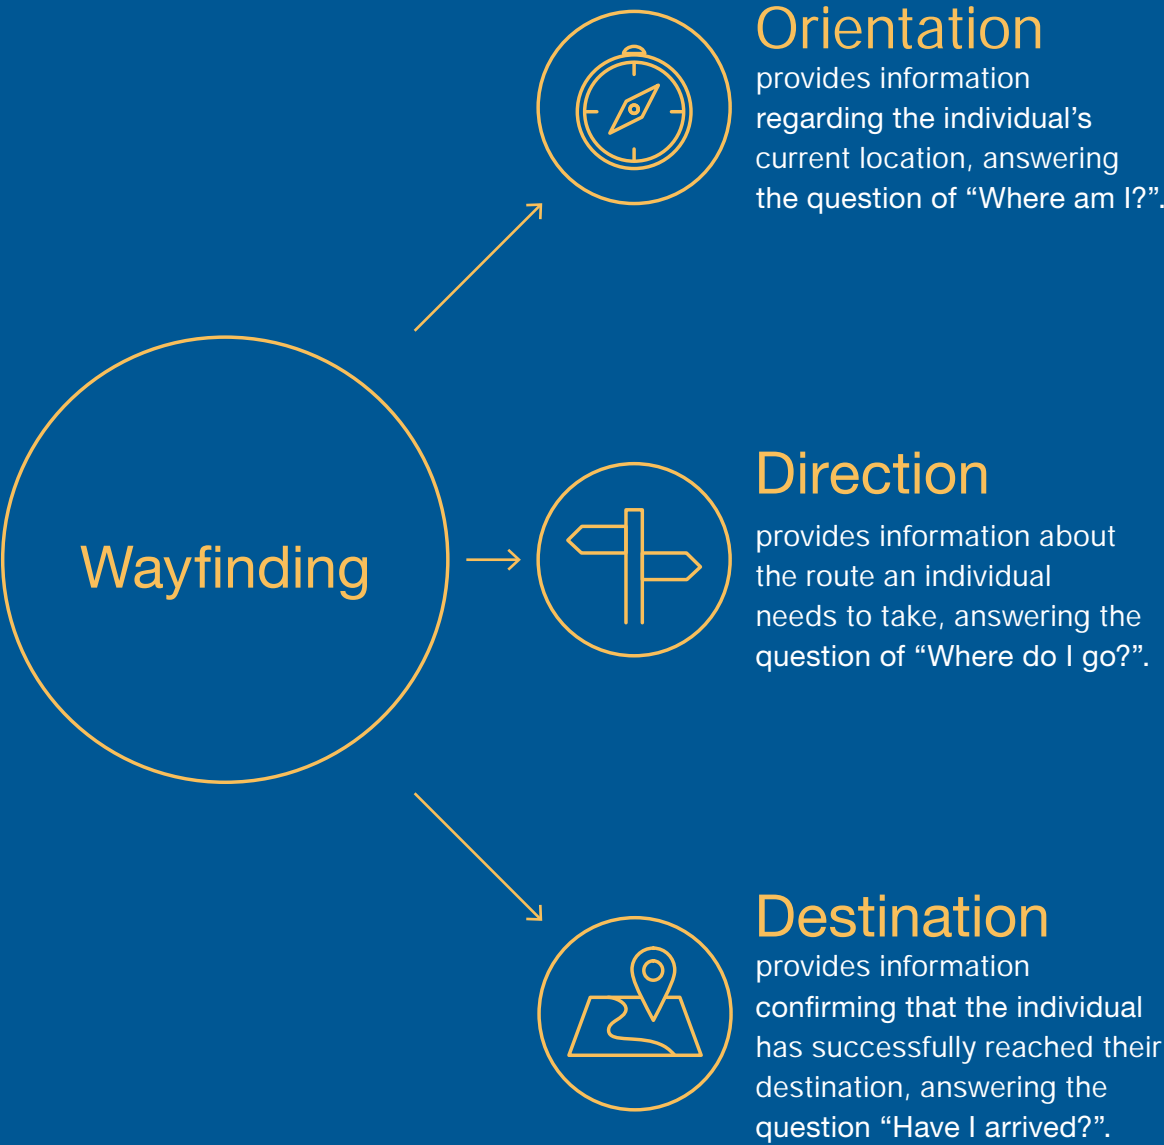 Orientation
provides information
regarding the individual’s
current location, answering
the question of “Where am I?”.
Wayfinding
Direction
provides information about
the route an individual
needs to take, answering the
question of “Where do I go?”.
Destination
provides information
confirming that the individual
has successfully reached their
destination, answering the
question “Have I arrived?”.